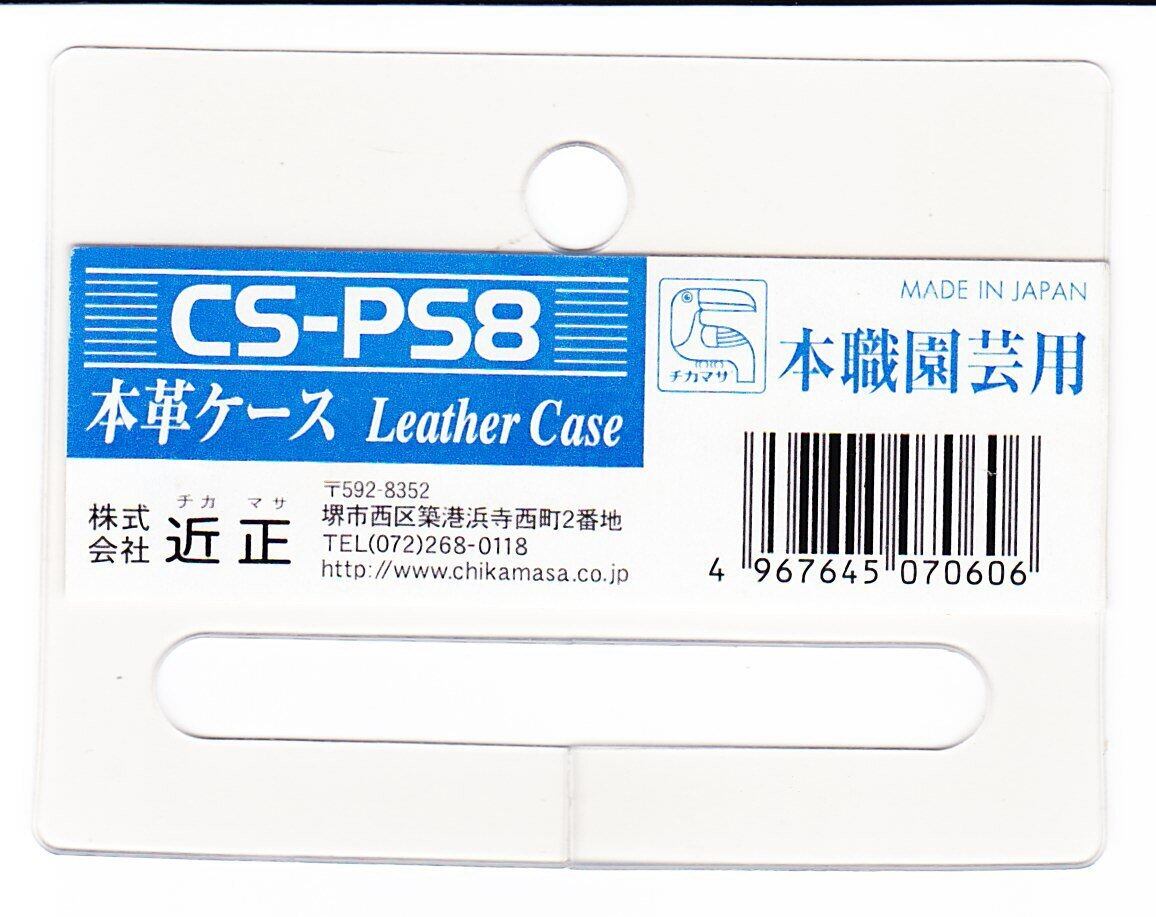 CS-PS8
本革ケース Leather Case
MADE IN JAPAN
TOTO
チカマサ
本職園芸用
チカ マサ
株式
会社
近正
〒592-8352
堺市西区築港浜寺西町2番地
TEL(072)268-0118
http://www.chikamasa.co.jp
4 967645 070606